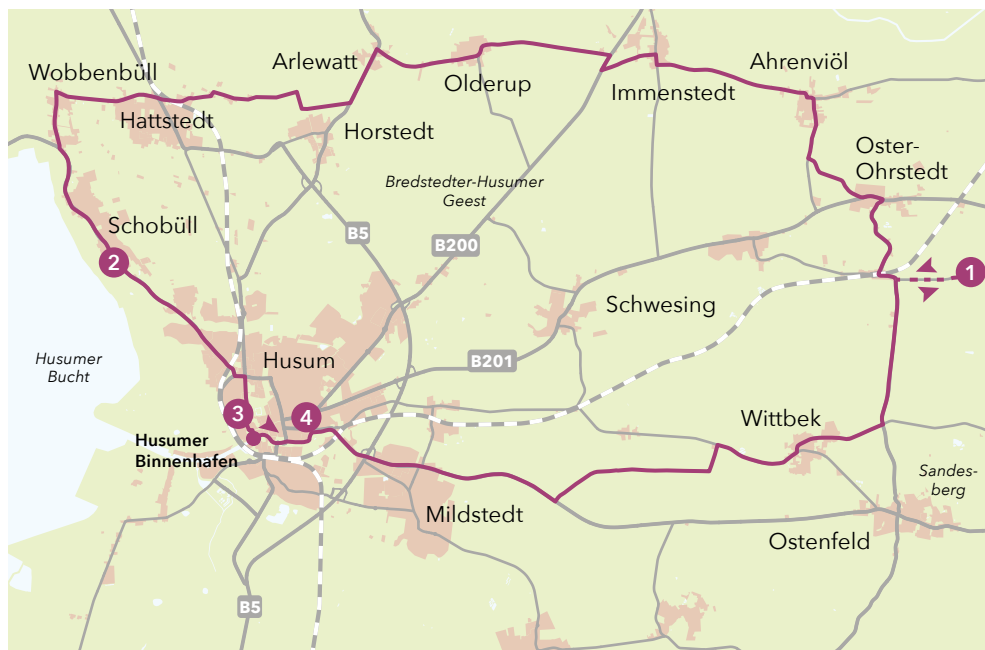 Wobbenbüll
Arlewatt
Ahrenviöl
Olderup
Immenstedt
Hattstedt
Horstedt
Oster-
Ohrstedt
Bredstedter-Husumer
Geest
Schobüll
B5
B200
2
1
Schwesing
Husumer
Bucht
Husum
B201
3
4
Wittbek
Husumer
Binnenhafen
Sandes-
berg
Mildstedt
Ostenfeld
B5